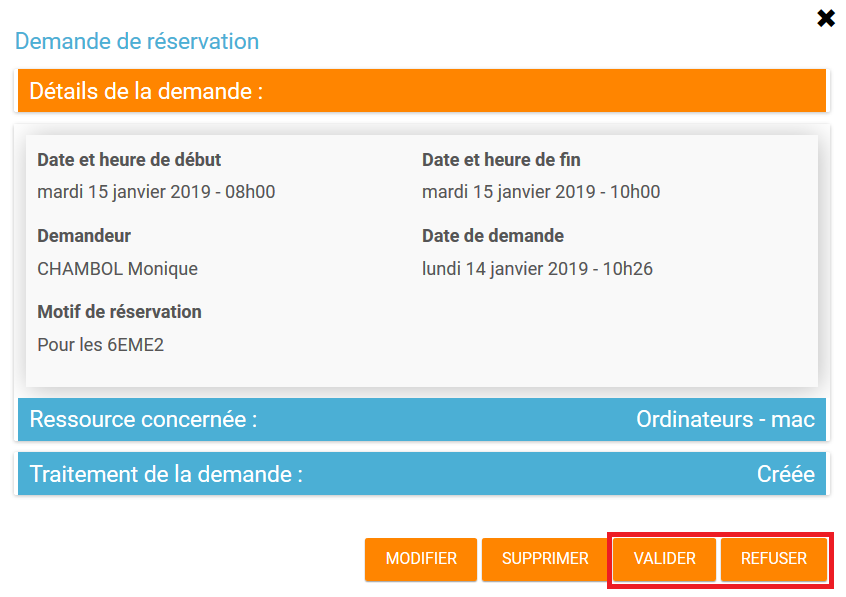 Demande de réservation
Détails de la demande :
Date et heure de début
Date et heure de fin
mardi 15 janvier 2019 - 08h00
mardi 15 janvier 2019 - 10h00
Demandeur
Date de demande
CHAMBOL Monique
lundi 14 janvier 2019 - 10h26
Motif de réservation
Pour les 6EME2
Ressource concernée :
Ordinateurs - mac
Traitement de la demande :
Créée
MODIFIER
SUPPRIMER
VALIDER
REFUSER